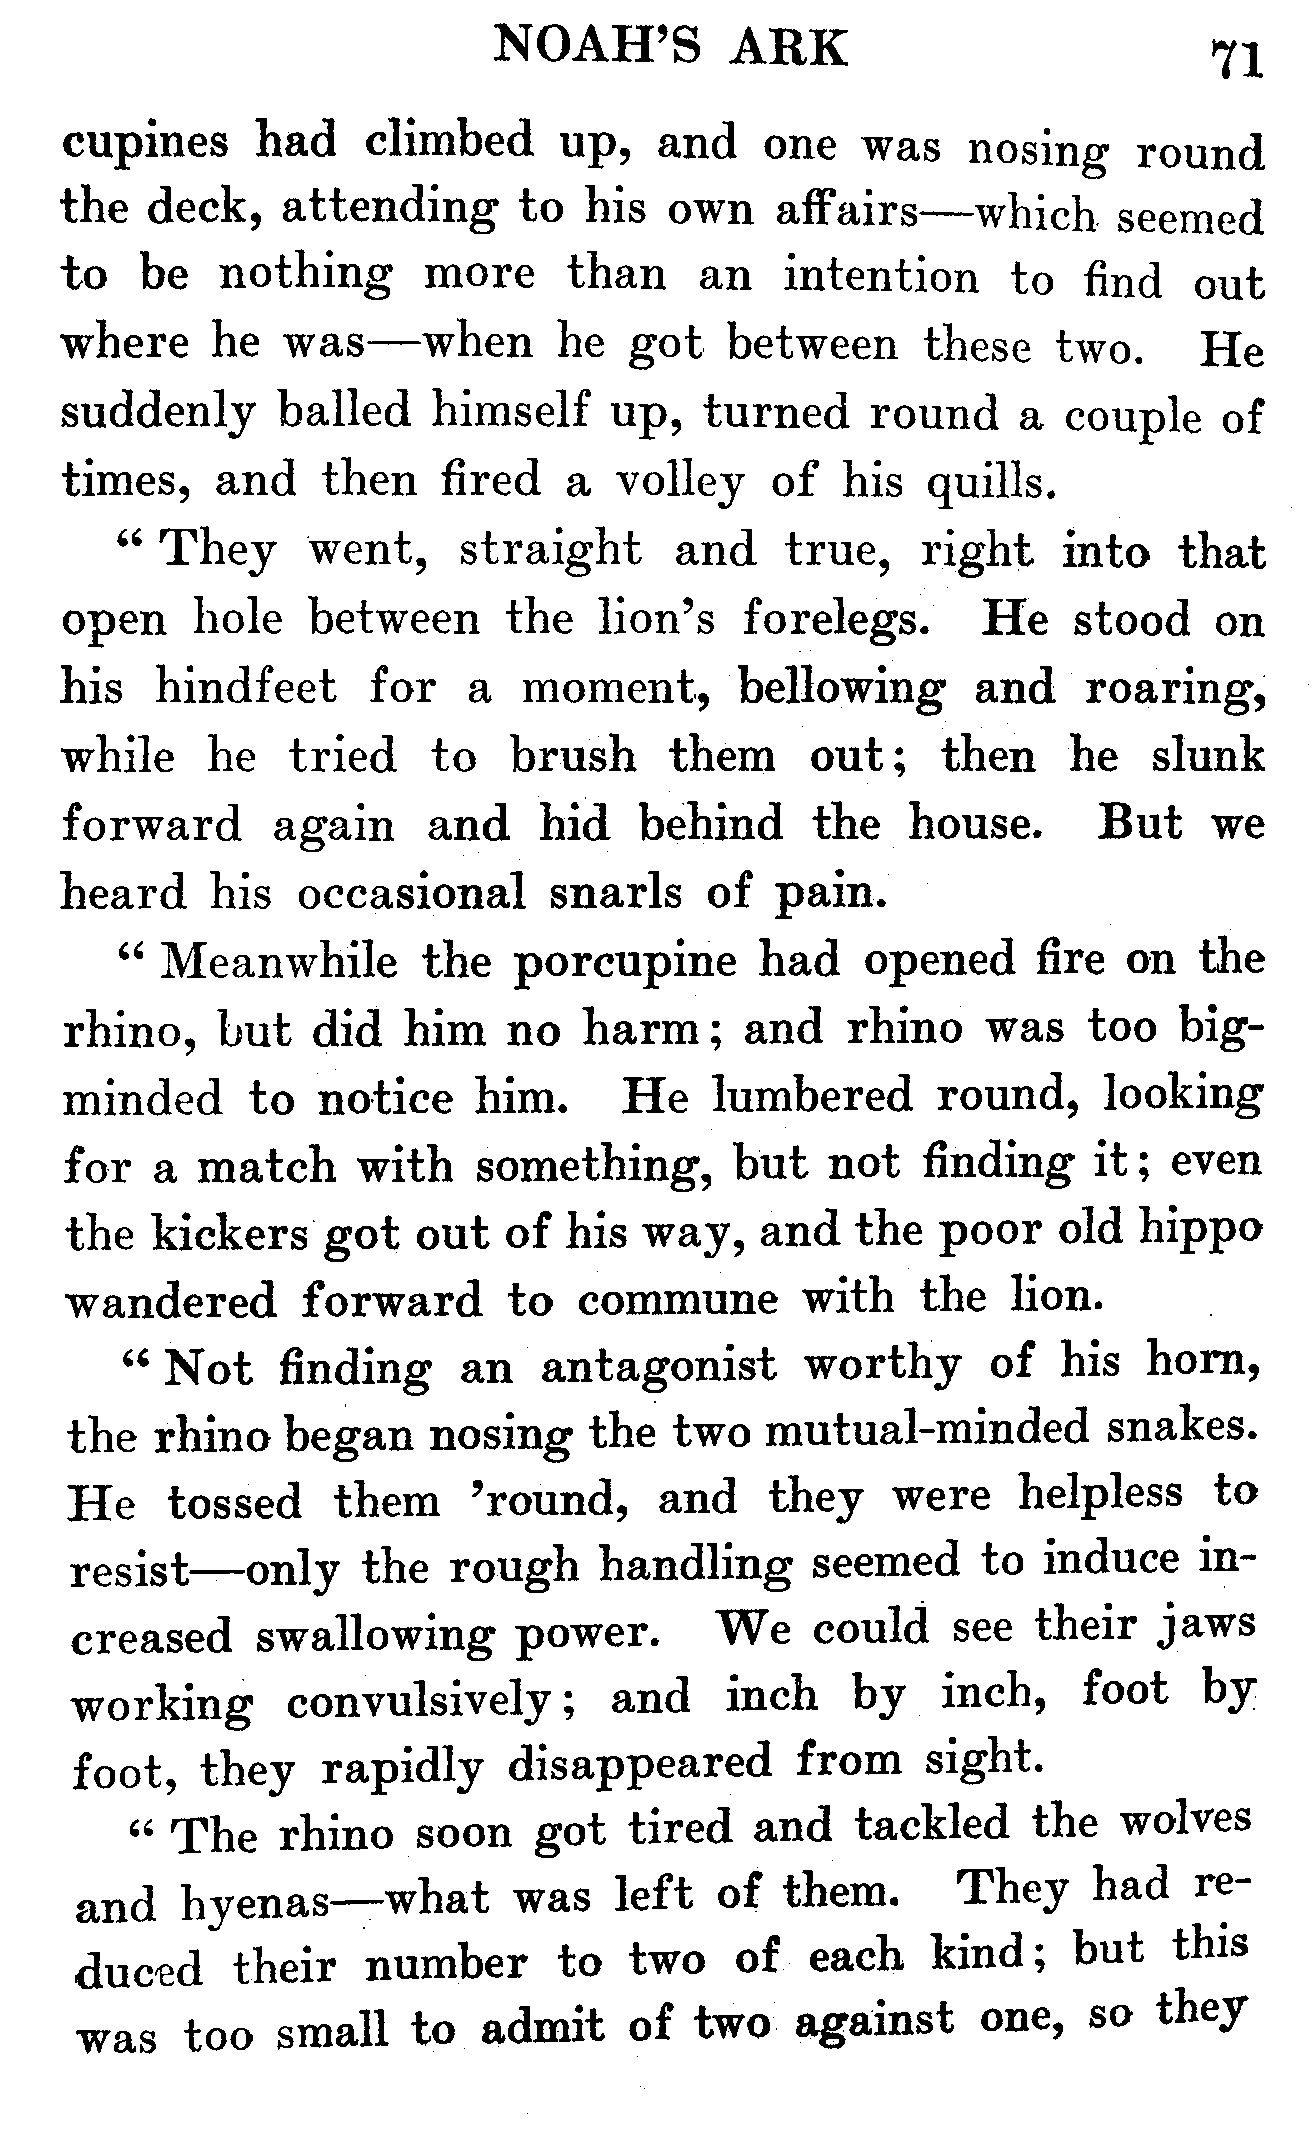 NOAH'S ARK 71
cupines had climbed up, and one was nosing round
the deck, attending to his own affairs—which seemed
to be nothing more than an intention to find out
where he was—when he got between these two. He
suddenly balled himself up, turned round a couple of
times, and then fired a volley of his quills.
“ They went, straight and true, right into that
open hole between the lion's forelegs. He stood on
his hindfeet for a moment, bellowing and roaring,
while he tried to brush them out; then he slunk
forward again and hid behind the house. But we
heard his occasional snarls of pain.
“ Meanwhile the porcupine had opened fire on the
rhino, but did him no harm; and rhino was too big-
minded to notice him. He lumbered round, looking
for a match with something, but not finding it; even
the kickers got out of his way, and the poor old hippo
wandered forward to commune with the lion.
“ Not finding an antagonist worthy of his horn,
the rhino began nosing the two mutual-minded snakes.
He tossed them 'round, and they were helpless to
resist—only the rough handling seemed to induce in-
creased swallowing power. We could see their jaws
working convulsively; and inch by inch, foot by
foot, they rapidly disappeared from sight.
“ The rhino soon got tired and tackled the wolves
and hyenas—what was left of them. They had re-
duced their number to two of each kind; but this
was too small to admit of two against one, so they